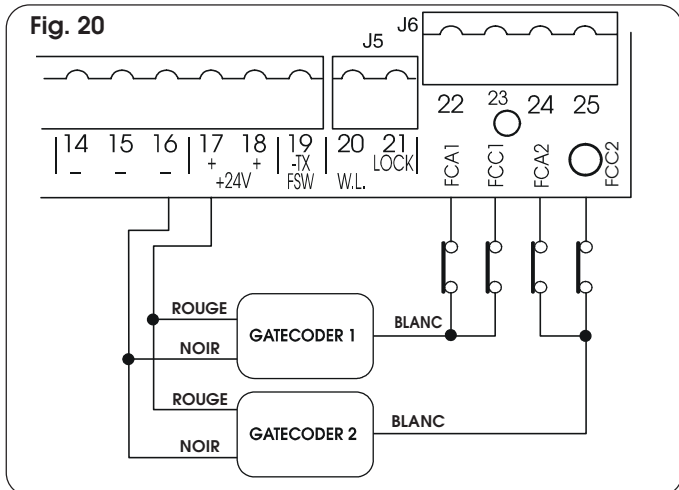 Fig. 20
J6
J5
22 23 24 25
14 15 16 17 18 19 20 21
– – – + + -TX LOCK
+24V FSW W.L.
FCA1 FCC1 FCA2 FCC2
ROUGE
GATECODER 1
BLANC
NOIR
ROUGE
GATECODER 2
BLANC
NOIR